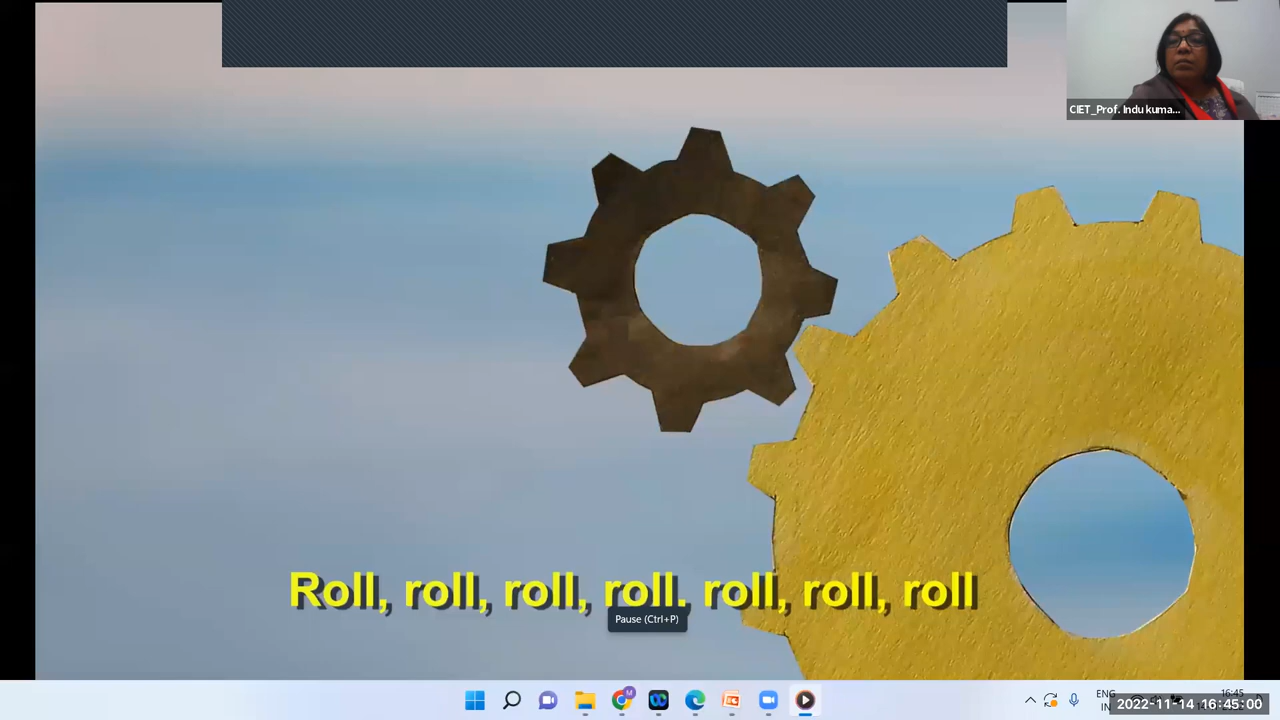 CIET_Prof. Indu kuma...
Roll, roll, roll, roll. roll, roll, roll
Pause (Ctrl+P)
ENG
IN
16:45
2022-11-14 16:45:00